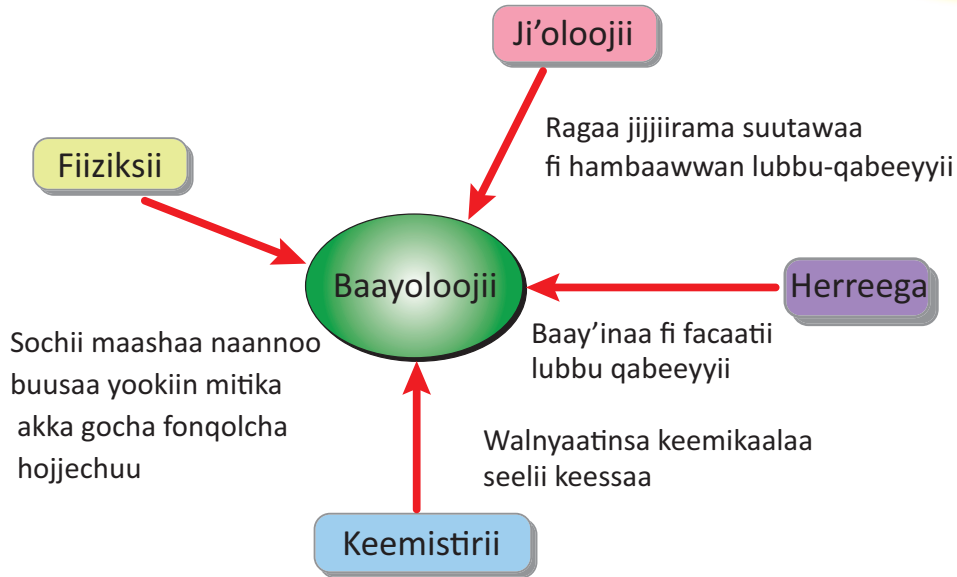 Ji’oloojii
Ragaa jijjiirama suutawaa
fi hambaawwan lubbu-qabeeyyii
Fiiziksii
Baayoloojii
Herreega
Sochii maashaa naannoo
buusaa yookiin mitika
akka gocha fonqolcha
hojjechuu
Baay’inaa fi facaatii
lubbu qabeeyyii
Walnyaatinsa keemikaalaa
seelii keessaa
Keemistirii